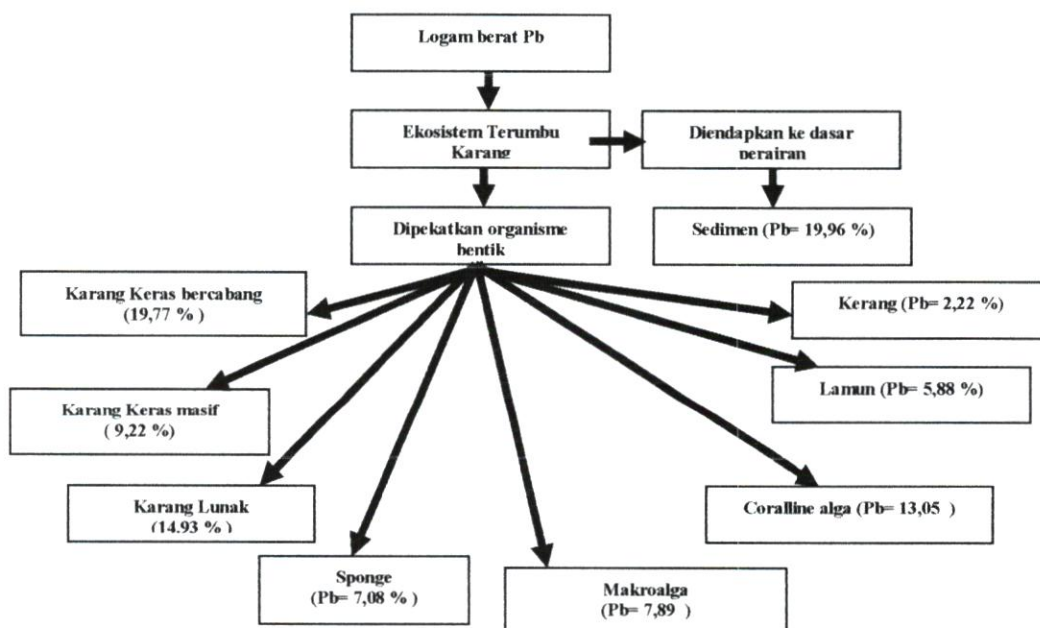 Logam berat Pb
Ekosistem Terumbu
Karang
Diendapkan ke dasar
perairan
Dipekatkan organisme
bentik
Sedimen (Pb= 19,96 %)
Karang Keras bercabang
(19,77 % )
Kerang (Pb= 2,22 %)
Karang Keras masif
( 9,22 %)
Lamun (Pb= 5,88 %)
Karang Lunak
(14.93 % )
Coralline alga (Pb= 13,05  )
Sponge
(Pb= 7,08 % )
Makroalga
(Pb= 7,89  )